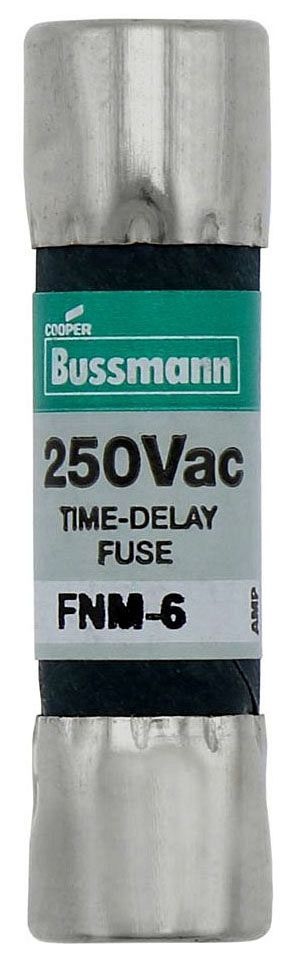 COOPER
Bussmann
250Vac
TIME-DELAY
FUSE
FNM-6
AMP